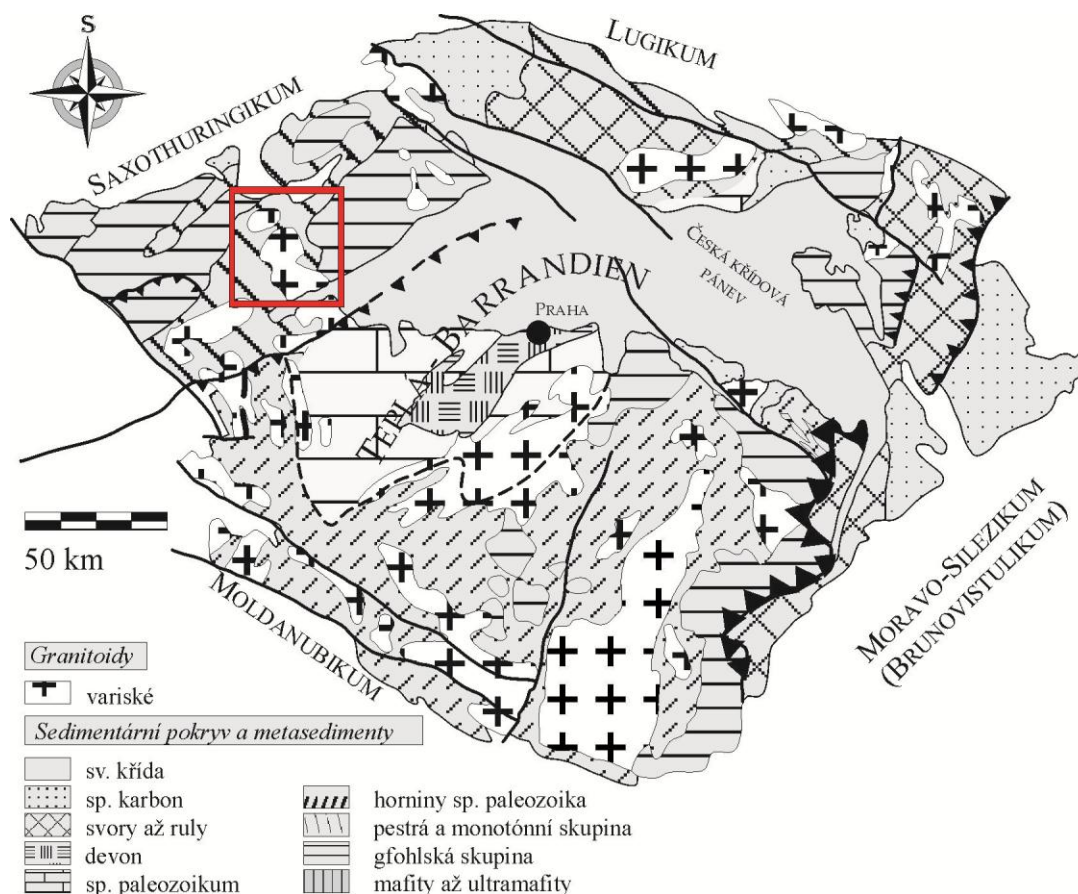 S
LUGIKUM
SAXOTHURINGIKUM
ČESKÁ KŘÍDOVÁ
PÁNEV
TEPLÁ BARRANDIEN
PRAHA
50 km
MOLDANUBIKUM
MORAVO-SILEZIKUM
(BRUNOVISTULIKUM)
Granitoidy
variské
Sedimentární pokryv a metasedimenty
sv. křída
sp. karbon
svory až ruly
devon
sp. paleozoikum
horniny sp. paleozoika
pestrá a monotónní skupina
gfohlská skupina
mafity až ultramafity